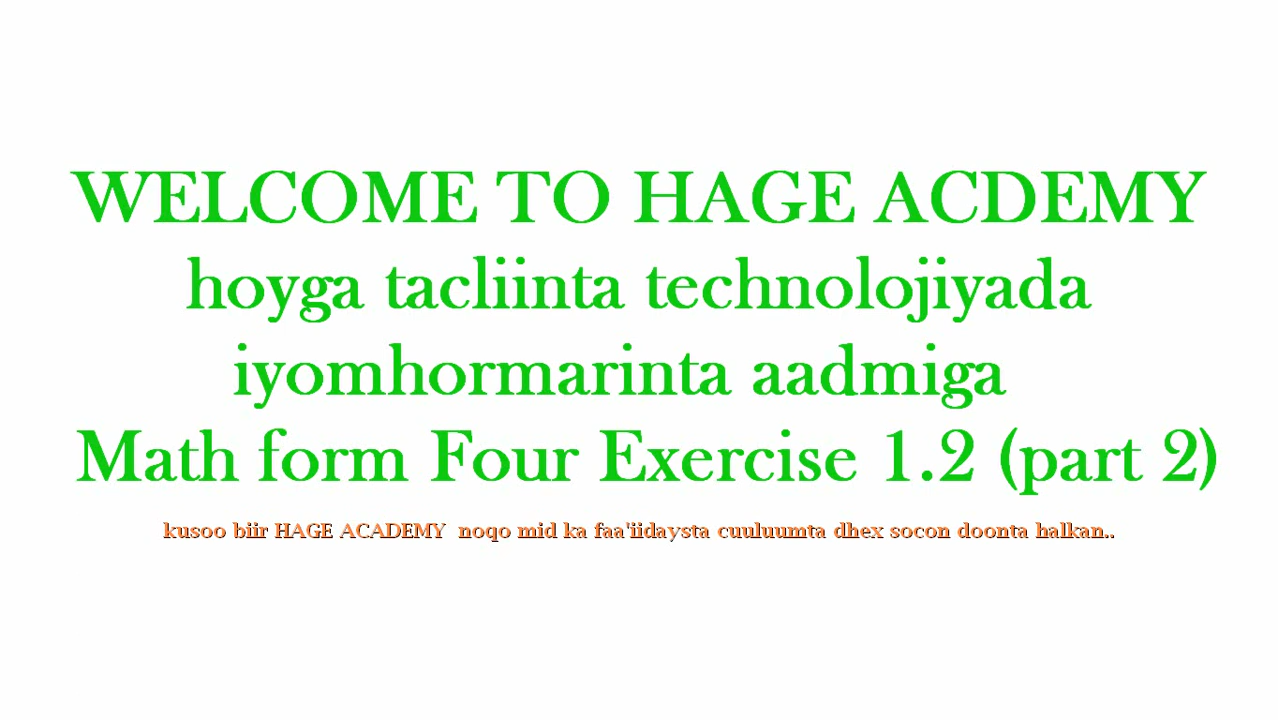 WELCOME TO HAGE ACDEMY
hoyga tacliinta technolojiyada
iyomhormarinta aadmiga
Math form Four Exercise 1.2 (part 2)
kusoo biir HAGE ACADEMY noqo mid ka faa'iidaysta cuuluumta dhex socon doonta halkan..